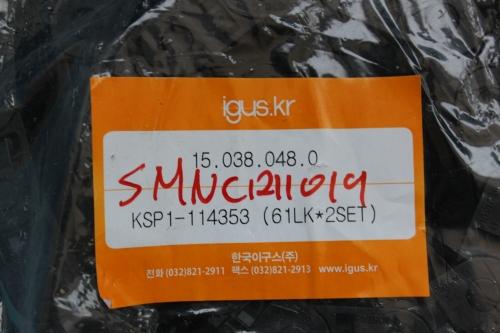 igus.kr
15.038.048.0
SMNC1211019
KSP1-114353 (61LK*2SET)
한국이구스(주)
전화 (032)821-2911 팩스 (032)821-2913 www.igus.kr